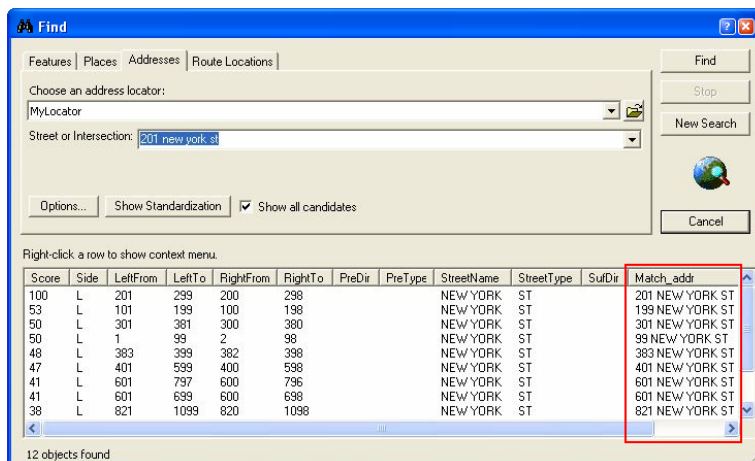 Find
Features Places Addresses Route Locations
Find
Choose an address locator:
Stop
MyLocator
New Search
Street or Intersection: 201 new york st
Options... Show Standardization Show all candidates
Cancel
Right-click a row to show context menu.
Score Side LeftFrom LeftTo RightFrom RightTo PreDir PreType StreetName StreetType SufDir Match_addr
100 L 201 299 200 298 NEW YORK ST 201 NEW YORK ST
53 L 101 199 100 198 NEW YORK ST 199 NEW YORK ST
50 L 301 381 300 380 NEW YORK ST 301 NEW YORK ST
50 L 1 99 2 98 NEW YORK ST 99 NEW YORK ST
48 L 383 399 382 398 NEW YORK ST 383 NEW YORK ST
47 L 401 599 400 598 NEW YORK ST 401 NEW YORK ST
41 L 601 797 600 796 NEW YORK ST 601 NEW YORK ST
41 L 601 699 600 698 NEW YORK ST 601 NEW YORK ST
38 L 821 1099 820 1098 NEW YORK ST 821 NEW YORK ST
12 objects found